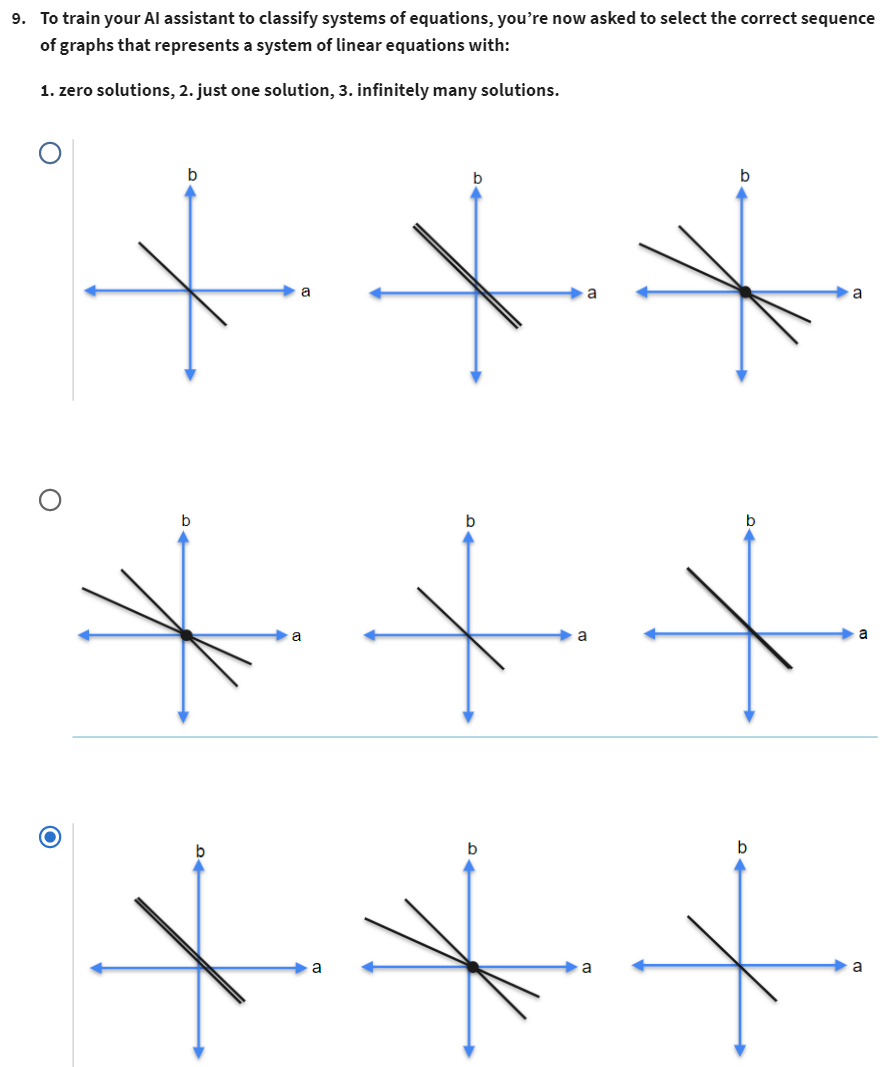 9. To train your AI assistant to classify systems of equations, you're now asked to select the correct sequence
of graphs that represents a system of linear equations with:
1. zero solutions, 2. just one solution, 3. infinitely many solutions.
b b b
a a a
b b b
a a a
b b b
a a a